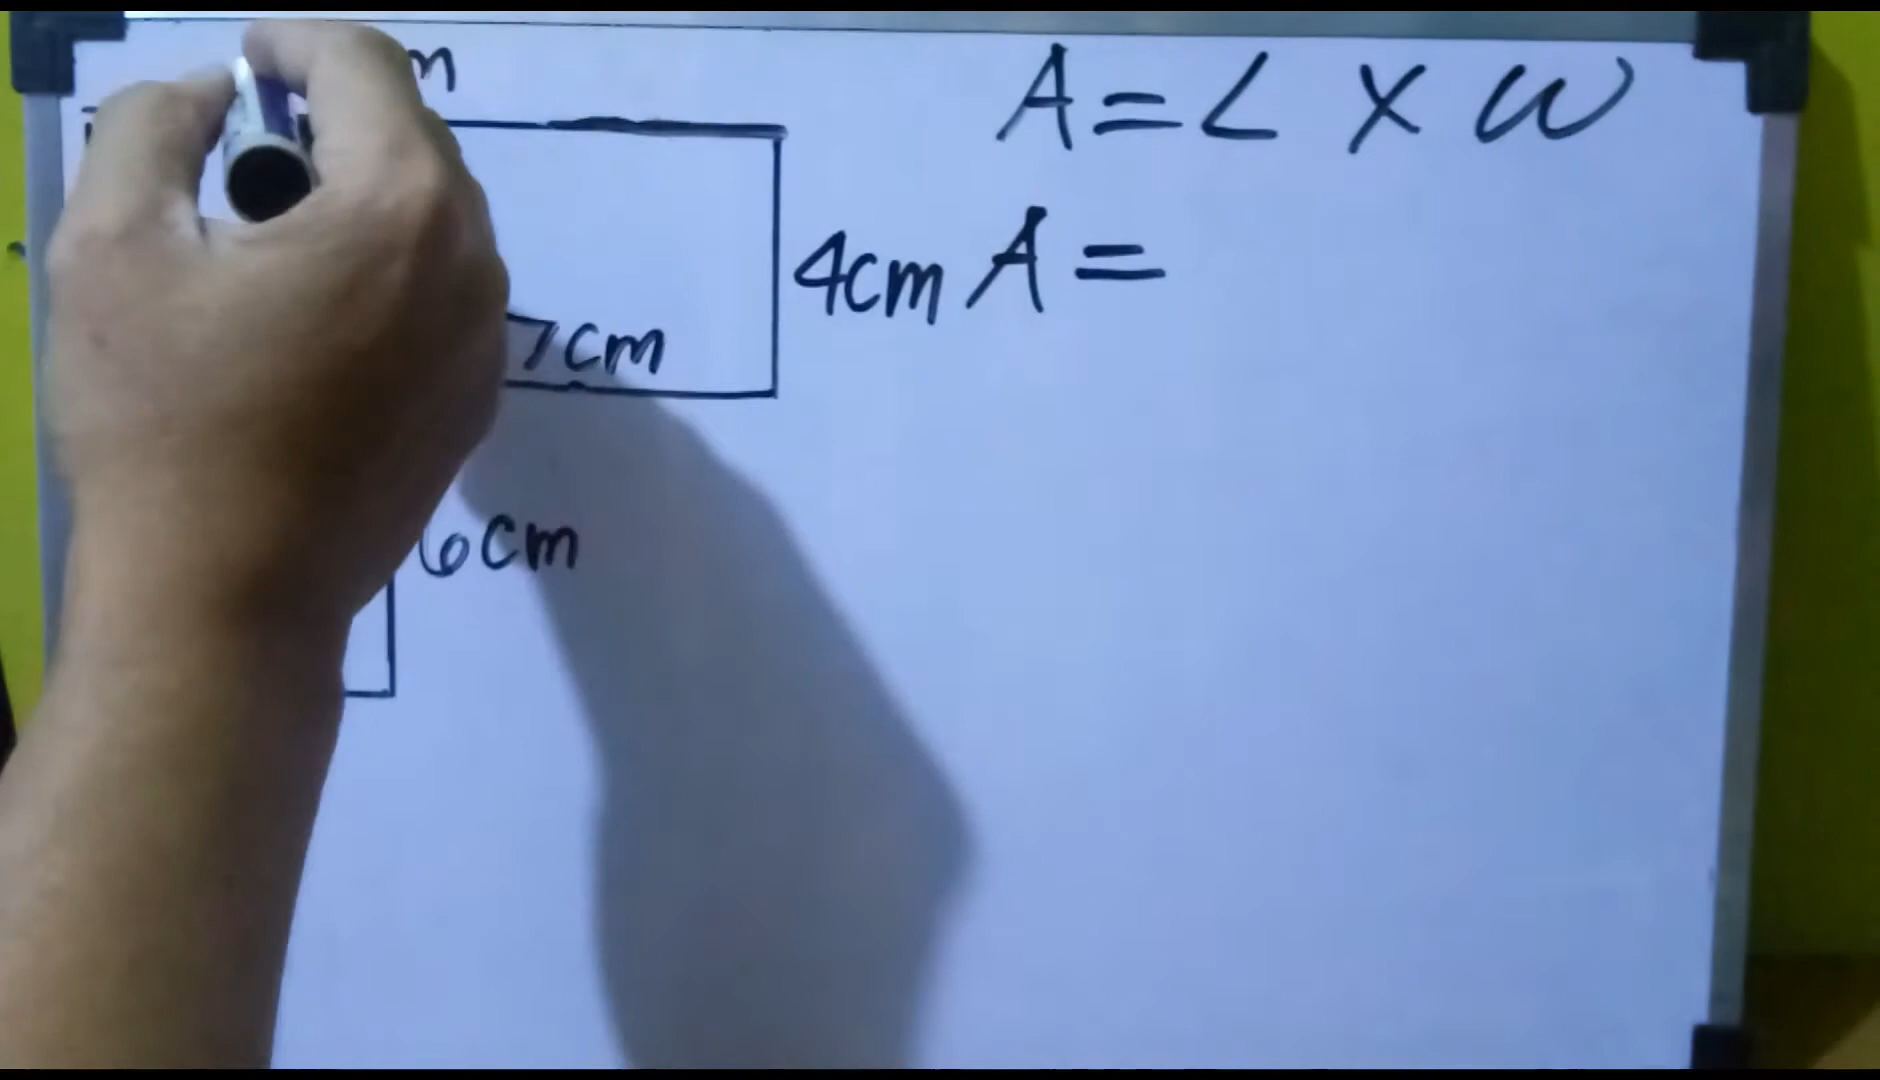 m
A = L X W
4cm A =
7cm
6cm